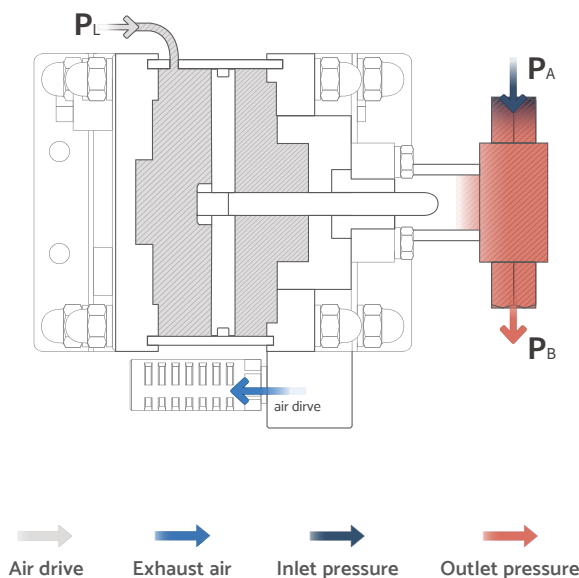 PL
PA
PB
air dirve
Air drive
Exhaust air
Inlet pressure
Outlet pressure